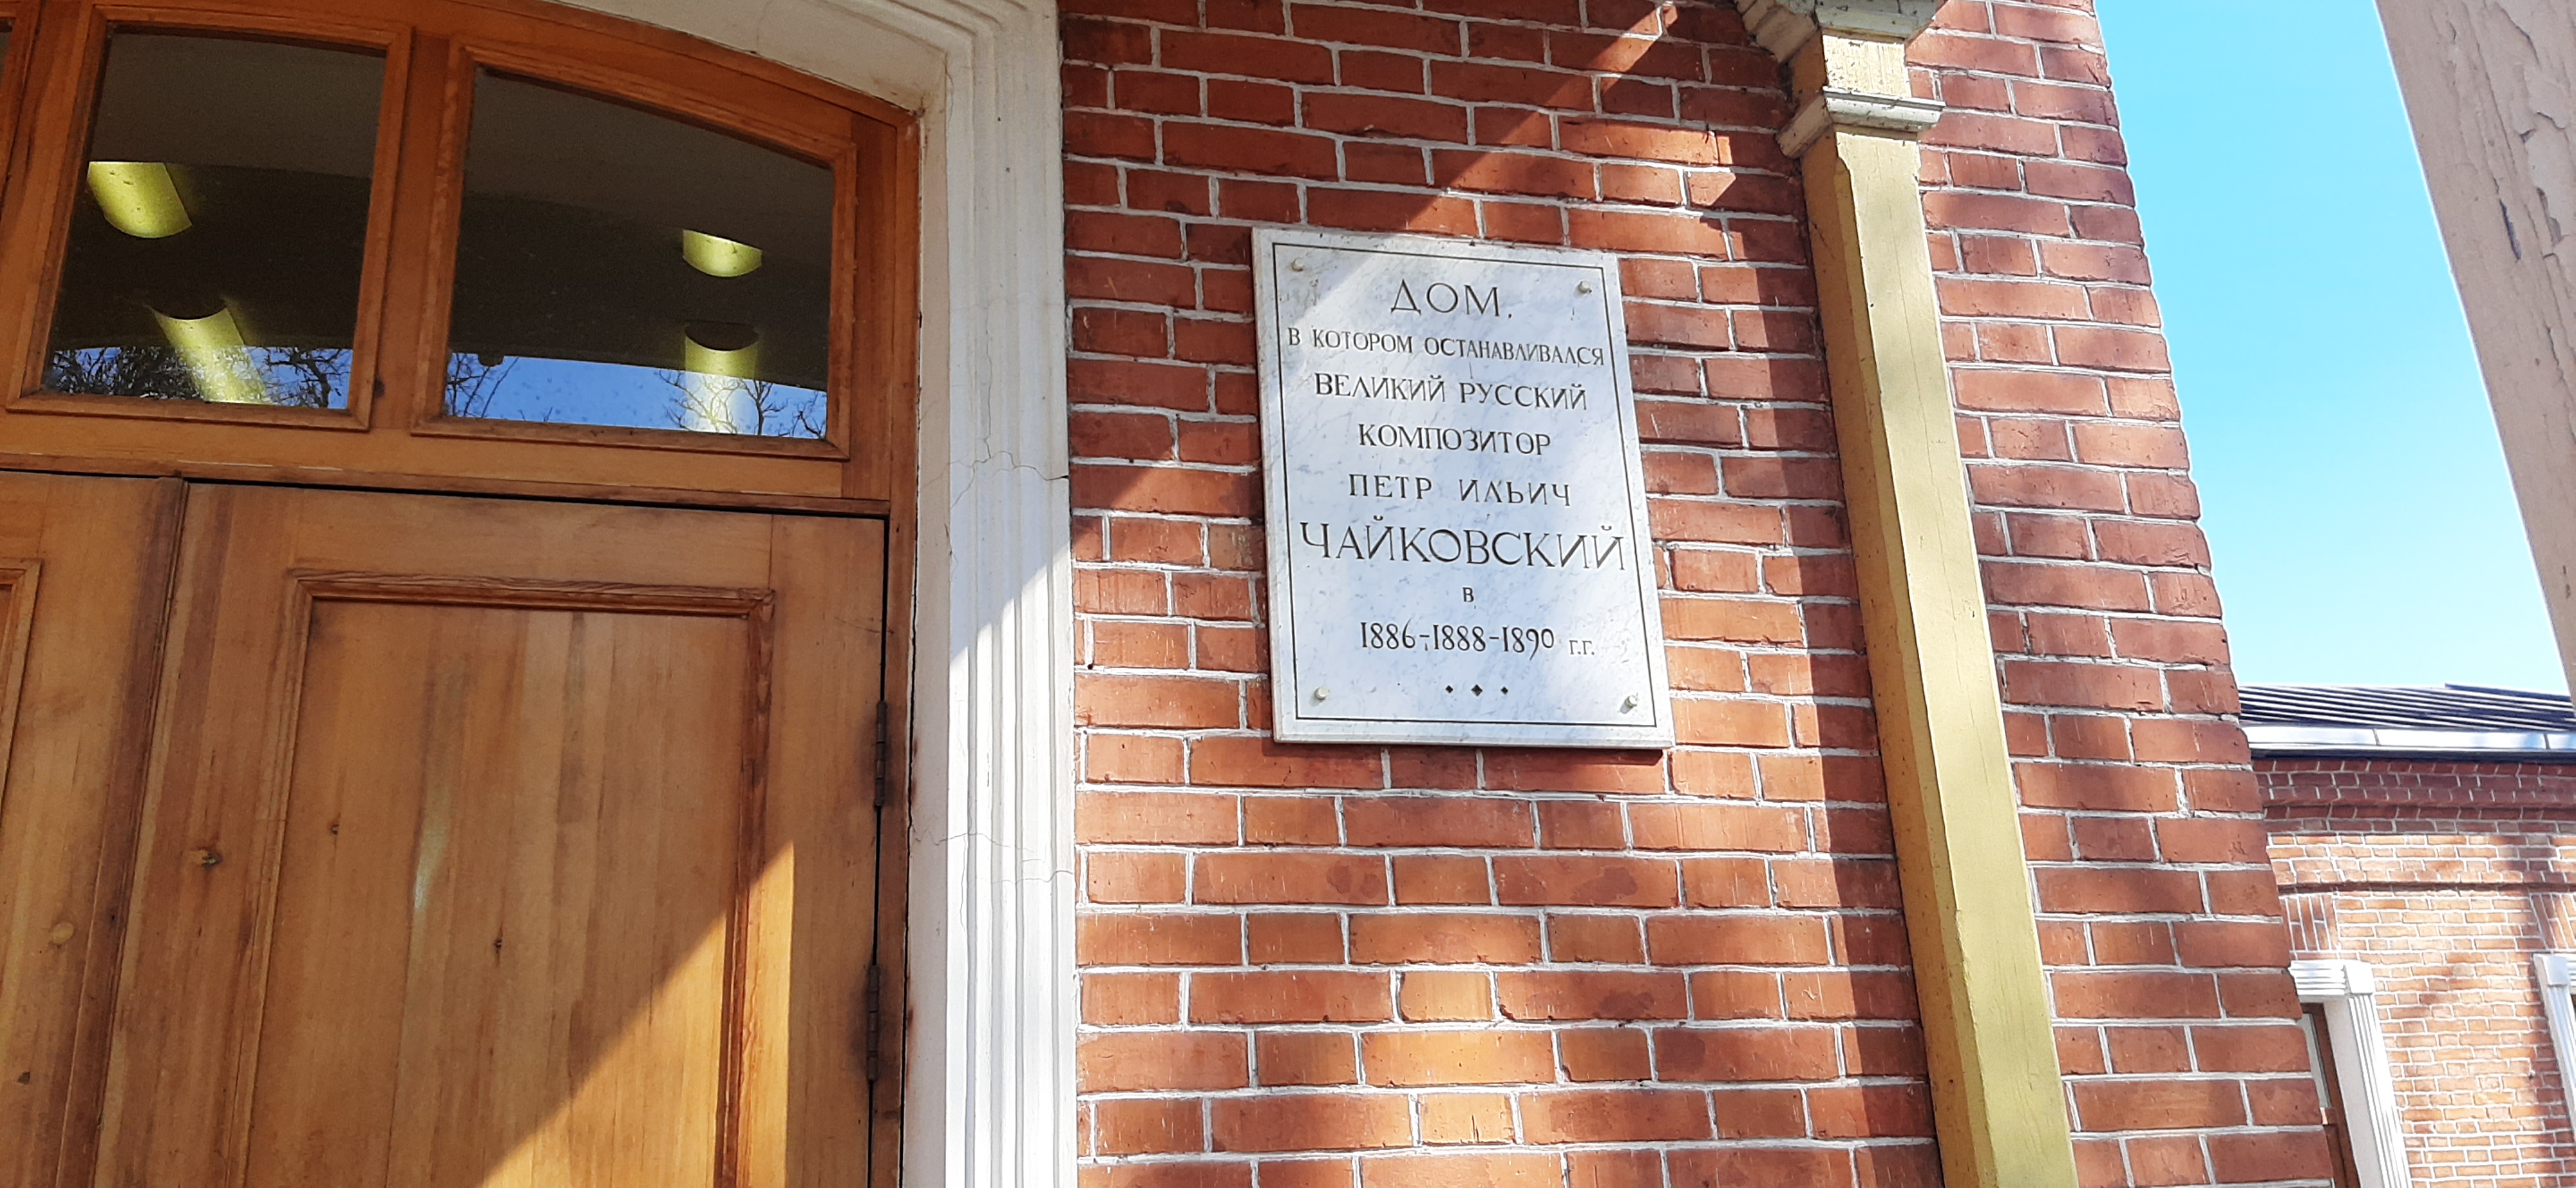 ДОМ,
В КОТОРОМ ОСТАНАВЛИВАЛСЯ
ВЕЛИКИЙ РУССКИЙ
КОМПОЗИТОР
ПЕТР ИЛЬИЧ
ЧАЙКОВСКИЙ
В
1886-1888-1890 Г.Г.